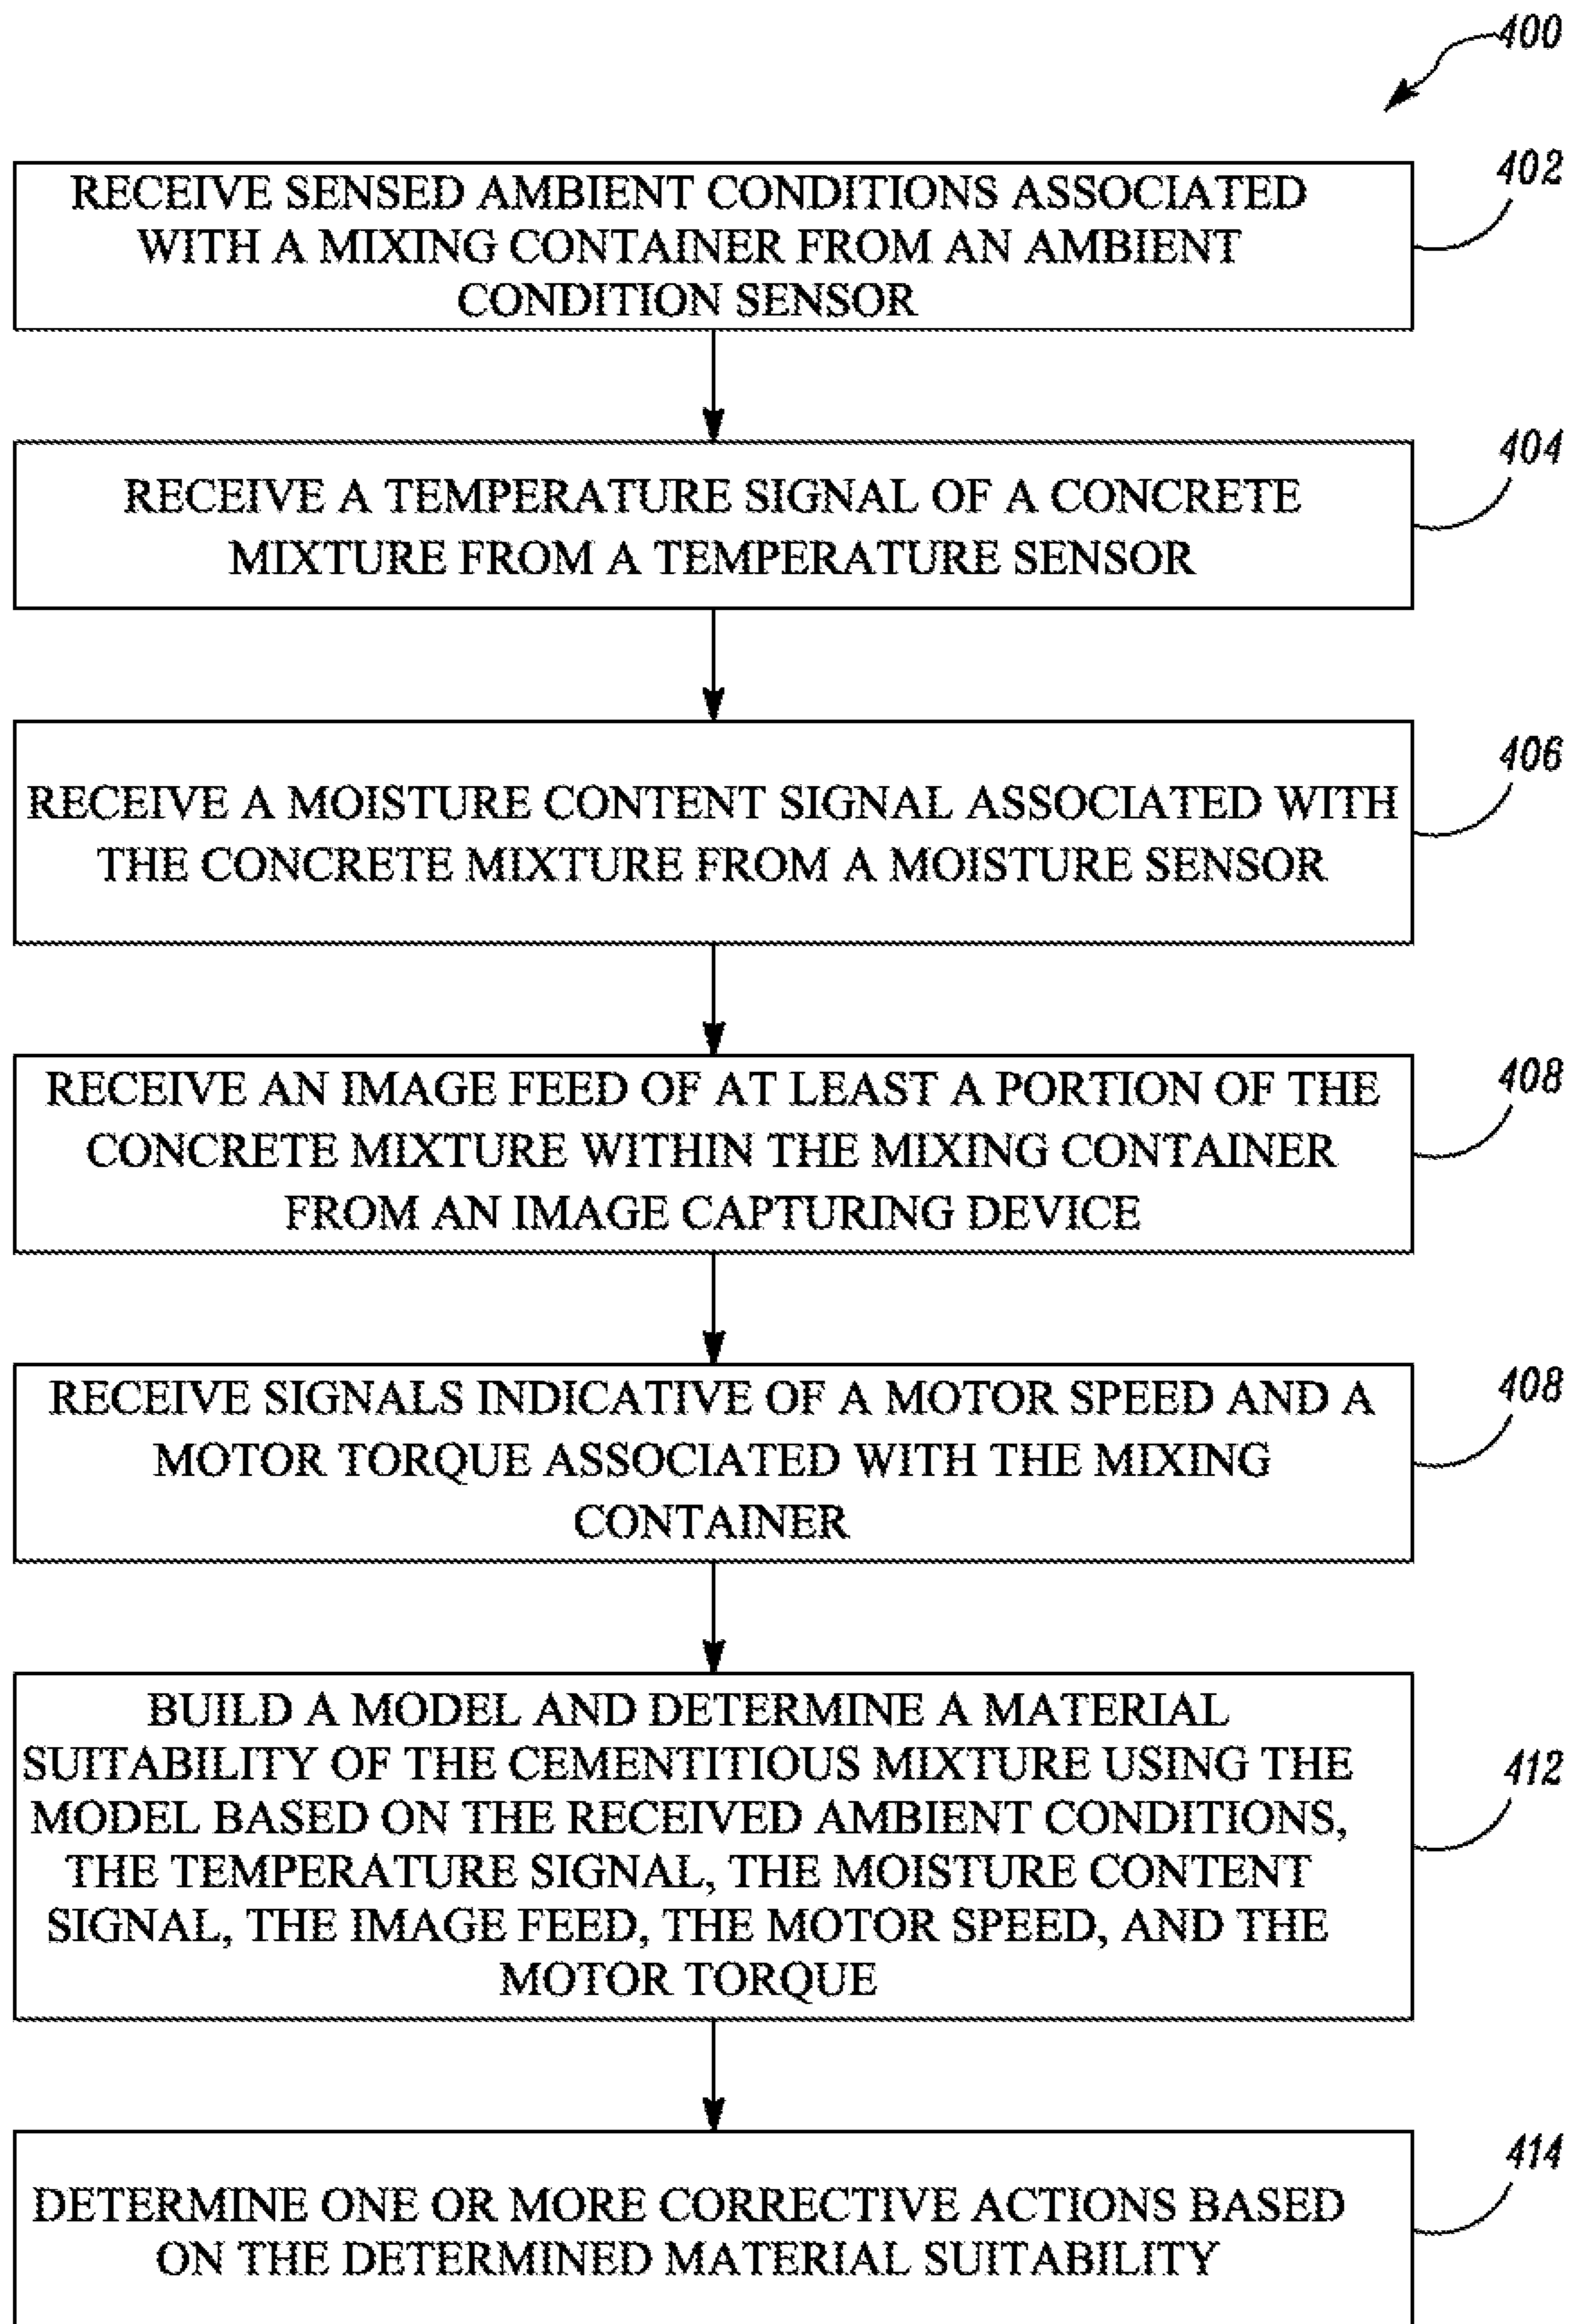 400
402
RECEIVE SENSED AMBIENT CONDITIONS ASSOCIATED
WITH A MIXING CONTAINER FROM AN AMBIENT
CONDITION SENSOR
404
RECEIVE A TEMPERATURE SIGNAL OF A CONCRETE
MIXTURE FROM A TEMPERATURE SENSOR
406
RECEIVE A MOISTURE CONTENT SIGNAL ASSOCIATED WITH
THE CONCRETE MIXTURE FROM A MOISTURE SENSOR
408
RECEIVE AN IMAGE FEED OF AT LEAST A PORTION OF THE
CONCRETE MIXTURE WITHIN THE MIXING CONTAINER
FROM AN IMAGE CAPTURING DEVICE
408
RECEIVE SIGNALS INDICATIVE OF A MOTOR SPEED AND A
MOTOR TORQUE ASSOCIATED WITH THE MIXING
CONTAINER
412
BUILD A MODEL AND DETERMINE A MATERIAL
SUITABILITY OF THE CEMENTITIOUS MIXTURE USING THE
MODEL BASED ON THE RECEIVED AMBIENT CONDITIONS,
THE TEMPERATURE SIGNAL, THE MOISTURE CONTENT
SIGNAL, THE IMAGE FEED, THE MOTOR SPEED, AND THE
MOTOR TORQUE
414
DETERMINE ONE OR MORE CORRECTIVE ACTIONS BASED
ON THE DETERMINED MATERIAL SUITABILITY